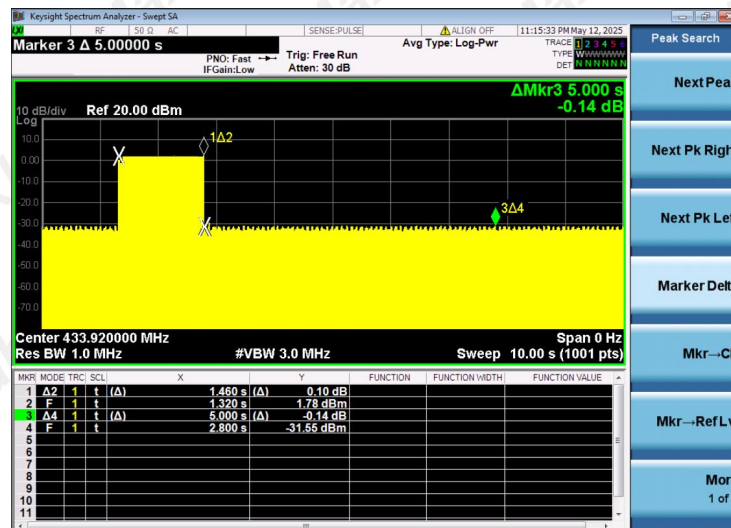 Keysight Spectrum Analyzer - Swept SA
RF 50 Ω AC SENSE:PULSE ALIGN OFF 11:15:33 PM May 12, 2025
Marker 3 Δ 5.00000 s
PNO: Fast
IFGain:Low
Trig: Free Run
Atten: 30 dB
Avg Type: Log-Pwr
TRACE 1 2 3 4 5 6
TYPE WWWWWW
DET N N N N N N
ΔMkr3 5.000 s
-0.14 dB
10 dB/div Ref 20.00 dBm
Log
10.0
0.00
-10.0
-20.0
-30.0
-40.0
-50.0
-60.0
-70.0
1Δ2
3Δ4
Center 433.920000 MHz Span 0 Hz
Res BW 1.0 MHz #VBW 3.0 MHz Sweep 10.00 s (1001 pts)
MKR MODE TRC SCL X Y FUNCTION FUNCTION WIDTH FUNCTION VALUE
1 Δ2 1 t (Δ) 1.460 s (Δ) 0.10 dB
2 F 1 t 1.320 s 1.78 dBm
3 Δ4 1 t (Δ) 5.000 s (Δ) -0.14 dB
4 F 1 t 2.800 s -31.55 dBm
5
6
7
8
9
10
11
Peak Search
Next Pea
Next Pk Righ
Next Pk Lef
Marker Delt
Mkr→C
Mkr→Ref Lv
Mor
1 of